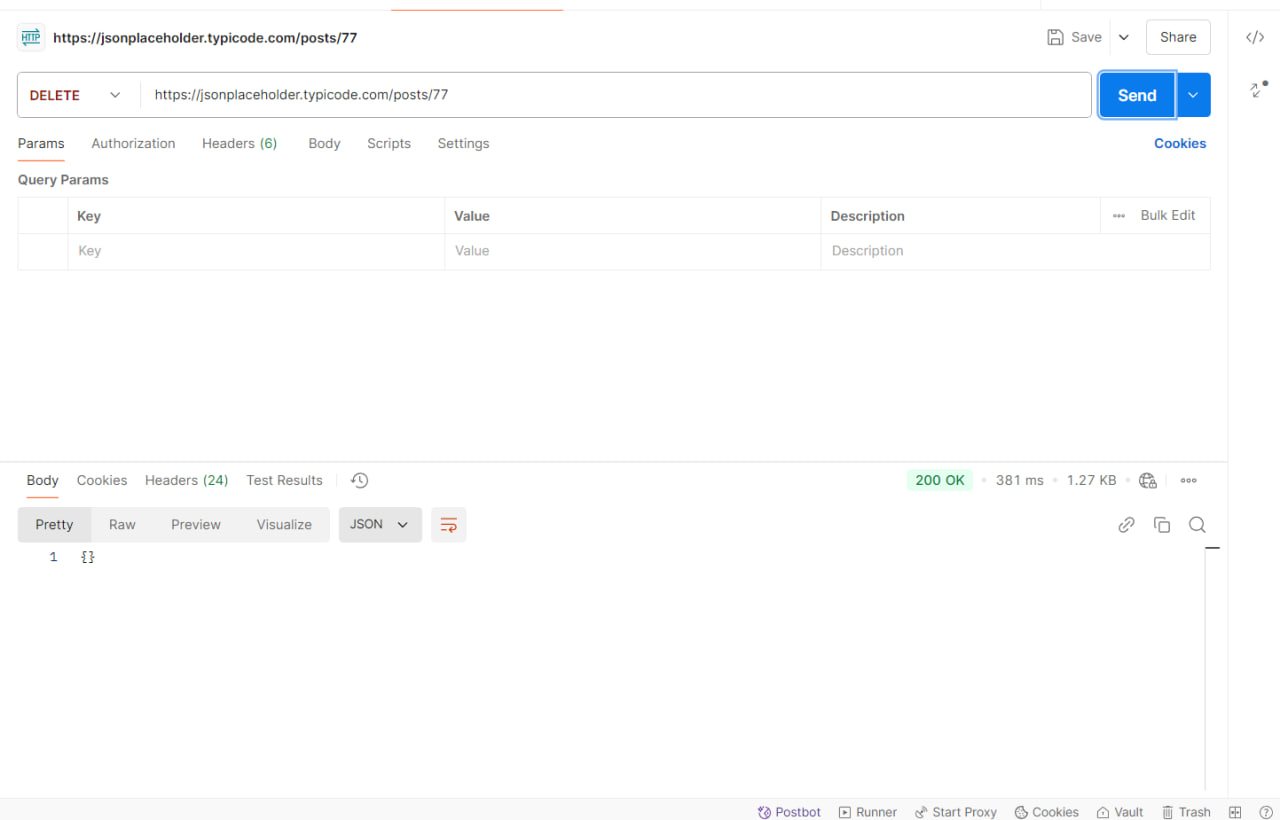 HTTP https://jsonplaceholder.typicode.com/posts/77 Save Share
DELETE https://jsonplaceholder.typicode.com/posts/77 Send
Params Authorization Headers (6) Body Scripts Settings Cookies
Query Params
Key Value Description Bulk Edit
Key Value Description
Body Cookies Headers (24) Test Results 200 OK • 381 ms • 1.27 KB •
Pretty Raw Preview Visualize JSON
1 {}
Postbot Runner Start Proxy Cookies Vault Trash